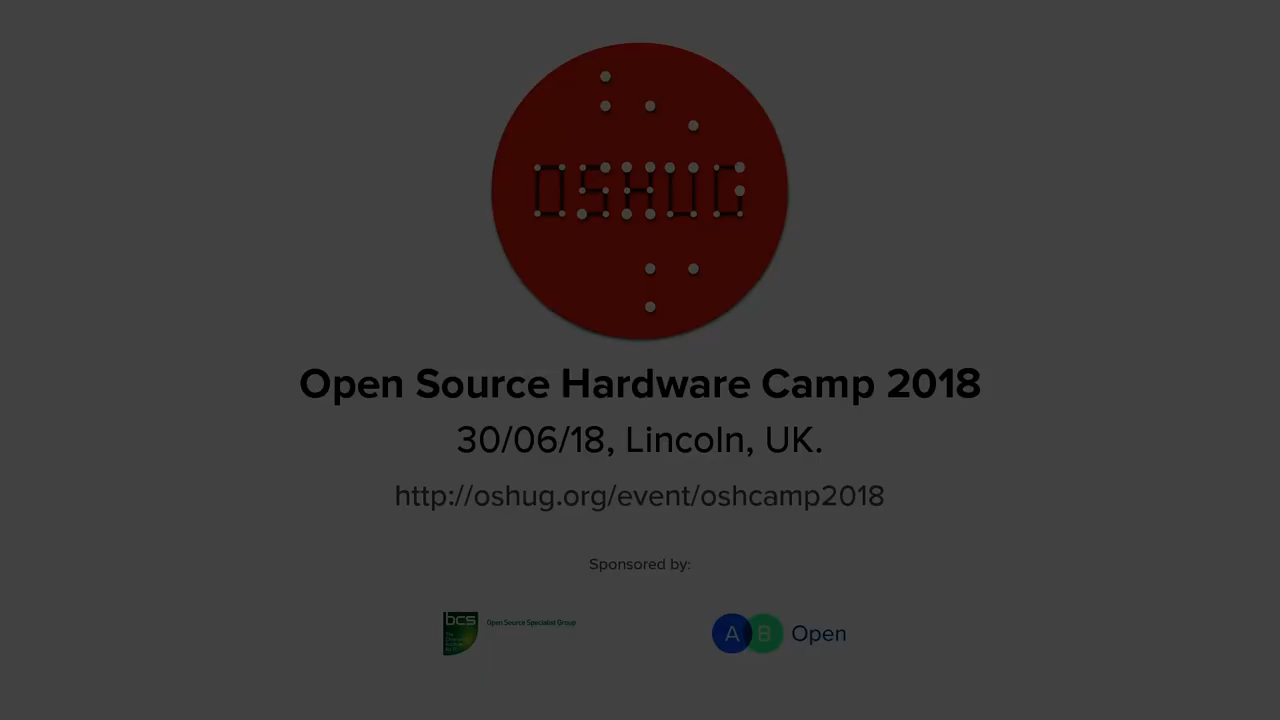 OSHUG
Open Source Hardware Camp 2018
30/06/18, Lincoln, UK.
http://oshug.org/event/oshcamp2018
Sponsored by:
bcs
Open Source Specialist Group
A B Open